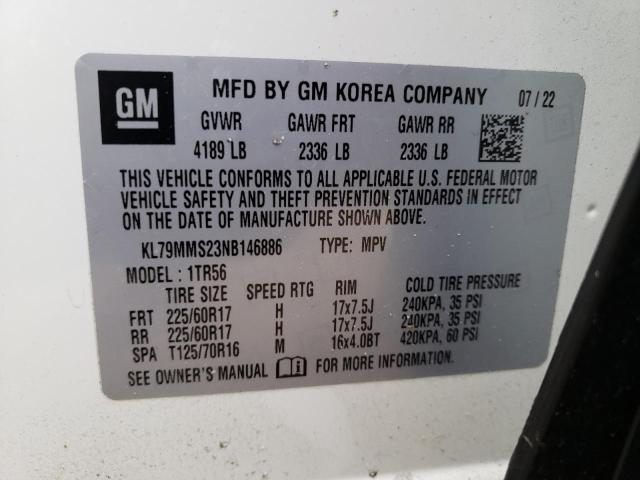 GM
MFD BY GM KOREA COMPANY 07 / 22
GVWR GAWR FRT GAWR RR
4189 LB 2336 LB 2336 LB
THIS VEHICLE CONFORMS TO ALL APPLICABLE U.S. FEDERAL MOTOR
VEHICLE SAFETY AND THEFT PREVENTION STANDARDS IN EFFECT
ON THE DATE OF MANUFACTURE SHOWN ABOVE.
KL79MMS23NB146886 TYPE: MPV
MODEL : 1TR56
TIRE SIZE SPEED RTG RIM COLD TIRE PRESSURE
FRT 225/60R17 H 17x7.5J 240KPA, 35 PSI
RR 225/60R17 H 17x7.5J 240KPA, 35 PSI
SPA T125/70R16 M 16x4.0BT 420KPA, 60 PSI
SEE OWNER'S MANUAL FOR MORE INFORMATION.